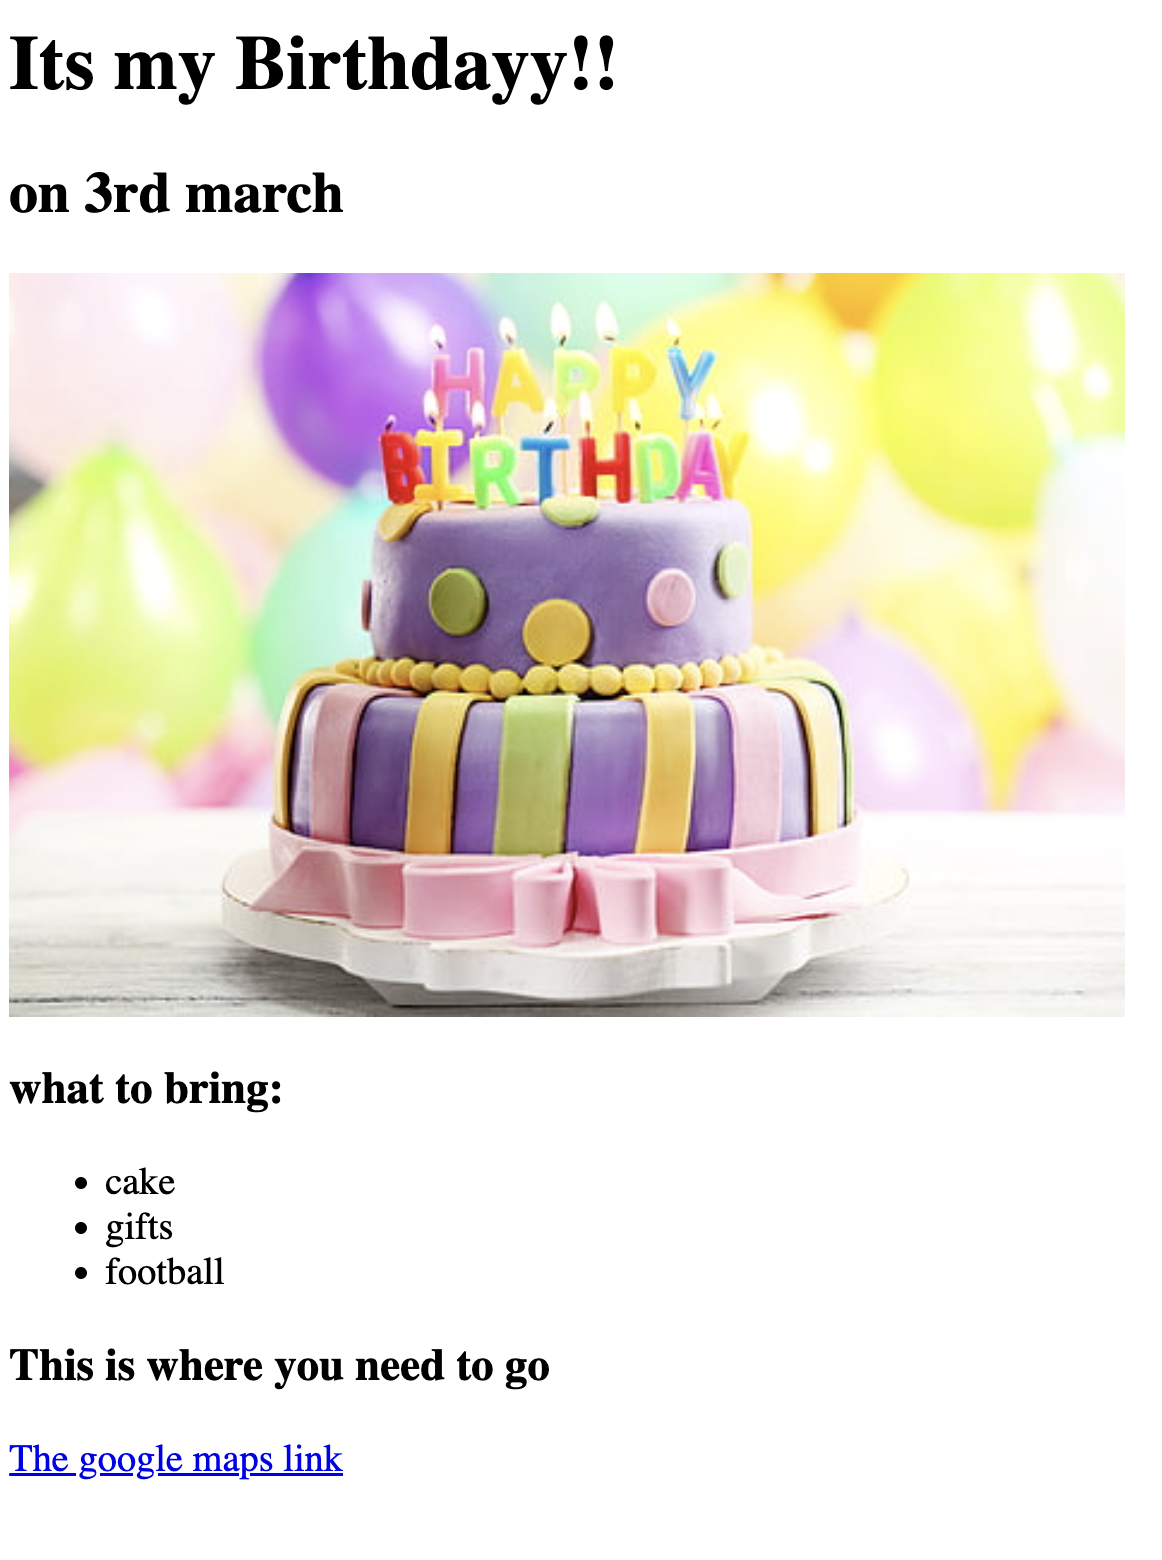 Its my Birthdayy!!
on 3rd march
HAPPY
BIRTHDAY
what to bring:
cake
gifts
football
This is where you need to go
The google maps link